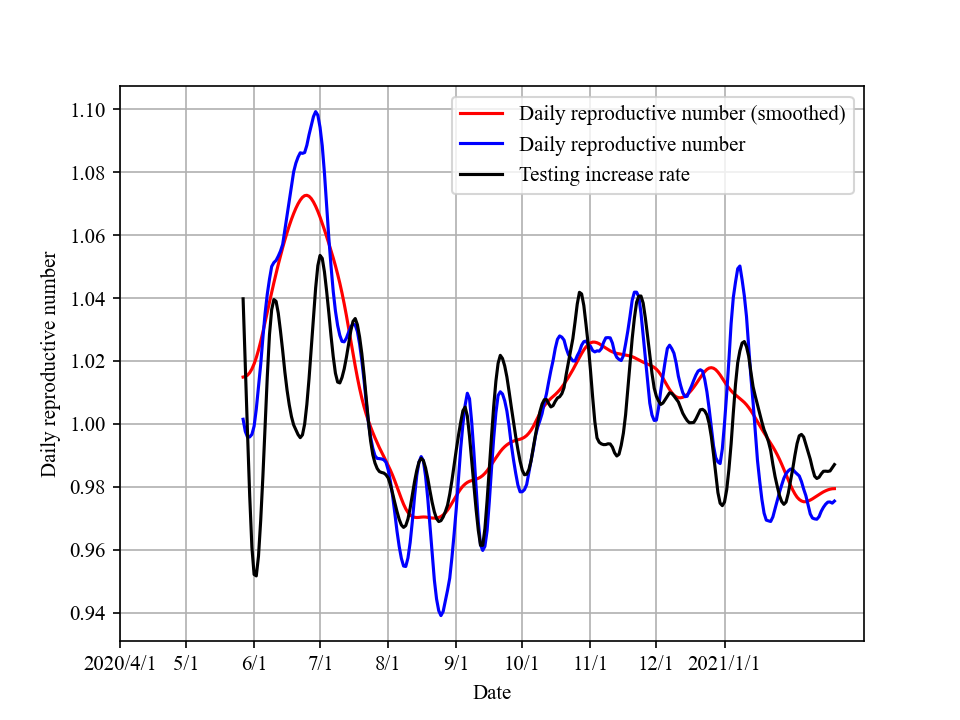 Daily reproductive number (smoothed)
Daily reproductive number
Testing increase rate
Daily reproductive number
1.10
1.08
1.06
1.04
1.02
1.00
0.98
0.96
0.94
2020/4/1 5/1 6/1 7/1 8/1 9/1 10/1 11/1 12/1 2021/1/1
Date